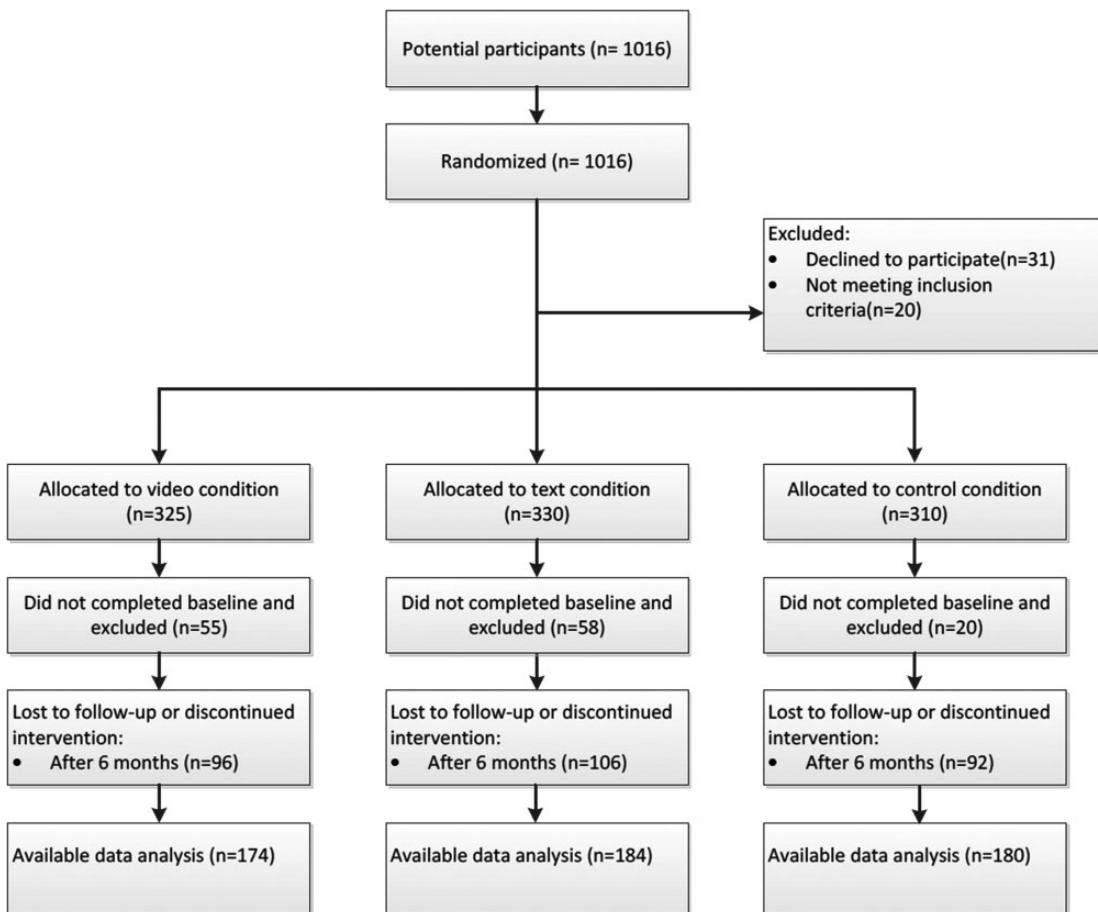 Potential participants (n= 1016)
Randomized (n= 1016)
Excluded:
• Declined to participate(n=31)
• Not meeting inclusion
criteria(n=20)
Allocated to video condition
(n=325)
Allocated to text condition
(n=330)
Allocated to control condition
(n=310)
Did not completed baseline and
excluded (n=55)
Did not completed baseline and
excluded (n=58)
Did not completed baseline and
excluded (n=20)
Lost to follow-up or discontinued
intervention:
• After 6 months (n=96)
Lost to follow-up or discontinued
intervention:
• After 6 months (n=106)
Lost to follow-up or discontinued
intervention:
• After 6 months (n=92)
Available data analysis (n=174)
Available data analysis (n=184)
Available data analysis (n=180)